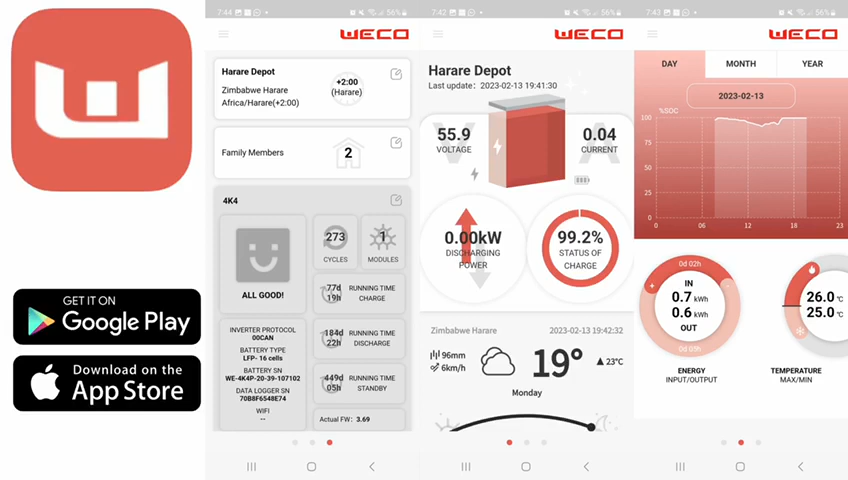 GET IT ON
Google Play
Download on the
App Store
7:44
56%
WECO
Harare Depot
Zimbabwe Harare
Africa/Harare(+2:00)
+2:00
(Harare)
Family Members
2
4K4
ALL GOOD!
273
CYCLES
1
MODULES
77d
19h
RUNNING TIME
CHARGE
184d
22h
RUNNING TIME
DISCHARGE
449d
05h
RUNNING TIME
STANDBY
INVERTER PROTOCOL
00CAN
BATTERY TYPE
LFP- 16 cells
BATTERY SN
WE-4K4P-20-39-107102
DATA LOGGER SN
70B8F6548E74
WIFI
--
Actual FW: 3.69
7:42
56%
WECO
Harare Depot
Last update: 2023-02-13 19:41:30
V
55.9
VOLTAGE
A
0.04
CURRENT
0.00kW
DISCHARGING
POWER
99.2%
STATUS OF
CHARGE
Zimbabwe Harare
2023-02-13 19:42:32
96mm
6km/h
19°
23°C
Monday
7:43
56%
WECO
DAY
MONTH
YEAR
2023-02-13
%SOC
100
75
50
25
0
100
75
50
25
0
0
06
12
18
23
0d 02h
IN
0.7 kWh
0.6 kWh
OUT
0d 03h
ENERGY
INPUT/OUTPUT
26.0 °C
25.0 °C
TEMPERATURE
MAX/MIN